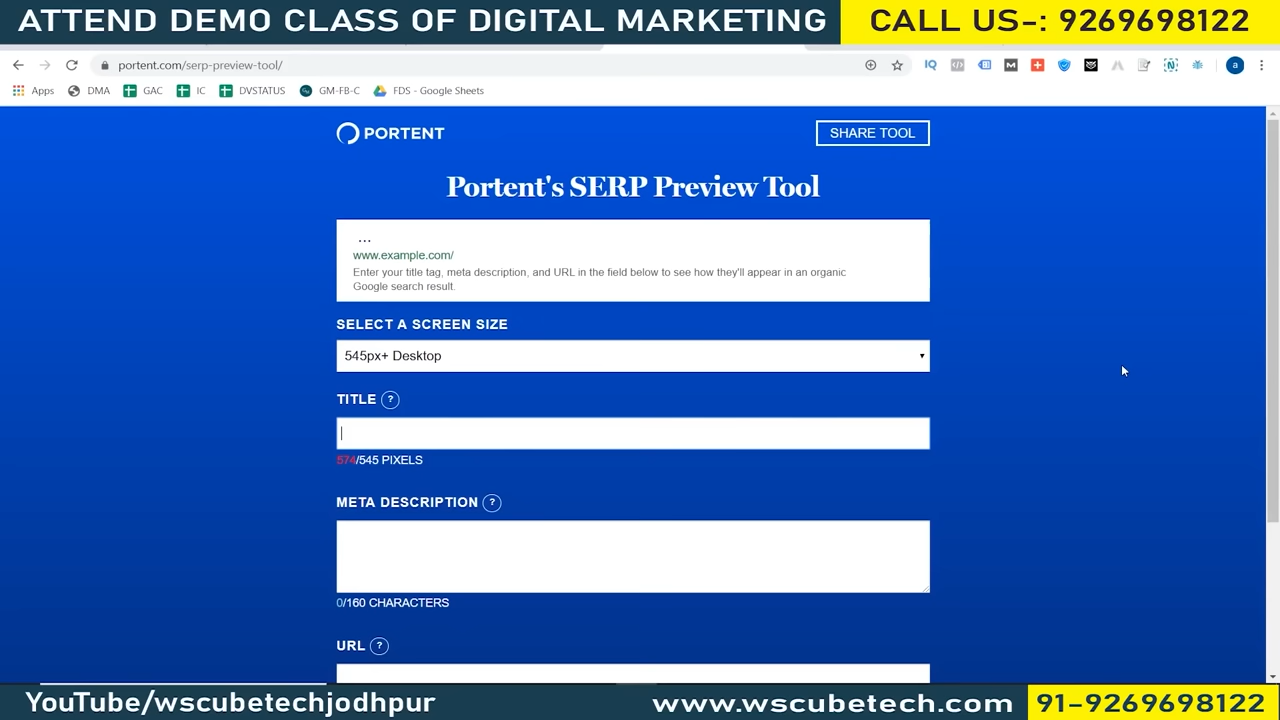 ATTEND DEMO CLASS OF DIGITAL MARKETING
CALL US-: 9269698122
portent.com/serp-preview-tool/
Apps DMA GAC IC DVSTATUS GM-FB-C FDS - Google Sheets
PORTENT
SHARE TOOL
Portent's SERP Preview Tool
...
www.example.com/
Enter your title tag, meta description, and URL in the field below to see how they'll appear in an organic
Google search result.
SELECT A SCREEN SIZE
545px+ Desktop
TITLE ?
574/545 PIXELS
META DESCRIPTION ?
0/160 CHARACTERS
URL ?
YouTube/wscubetechjodhpur
www.wscubetech.com
91-9269698122